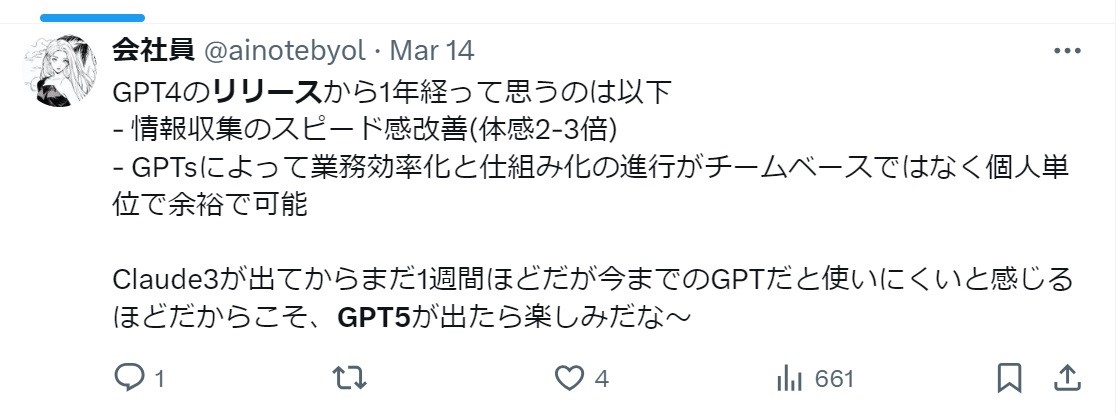 会社員 @ainotebyol · Mar 14
GPT4のリリースから1年経って思うのは以下
- 情報収集のスピード感改善(体感2-3倍)
- GPTsによって業務効率化と仕組み化の進行がチームベースではなく個人単
位で余裕で可能
Claude3が出てからまだ1週間ほどだが今までのGPTだと使いにくいと感じる
ほどだからこそ、GPT5が出たら楽しみだな〜
1 4 661